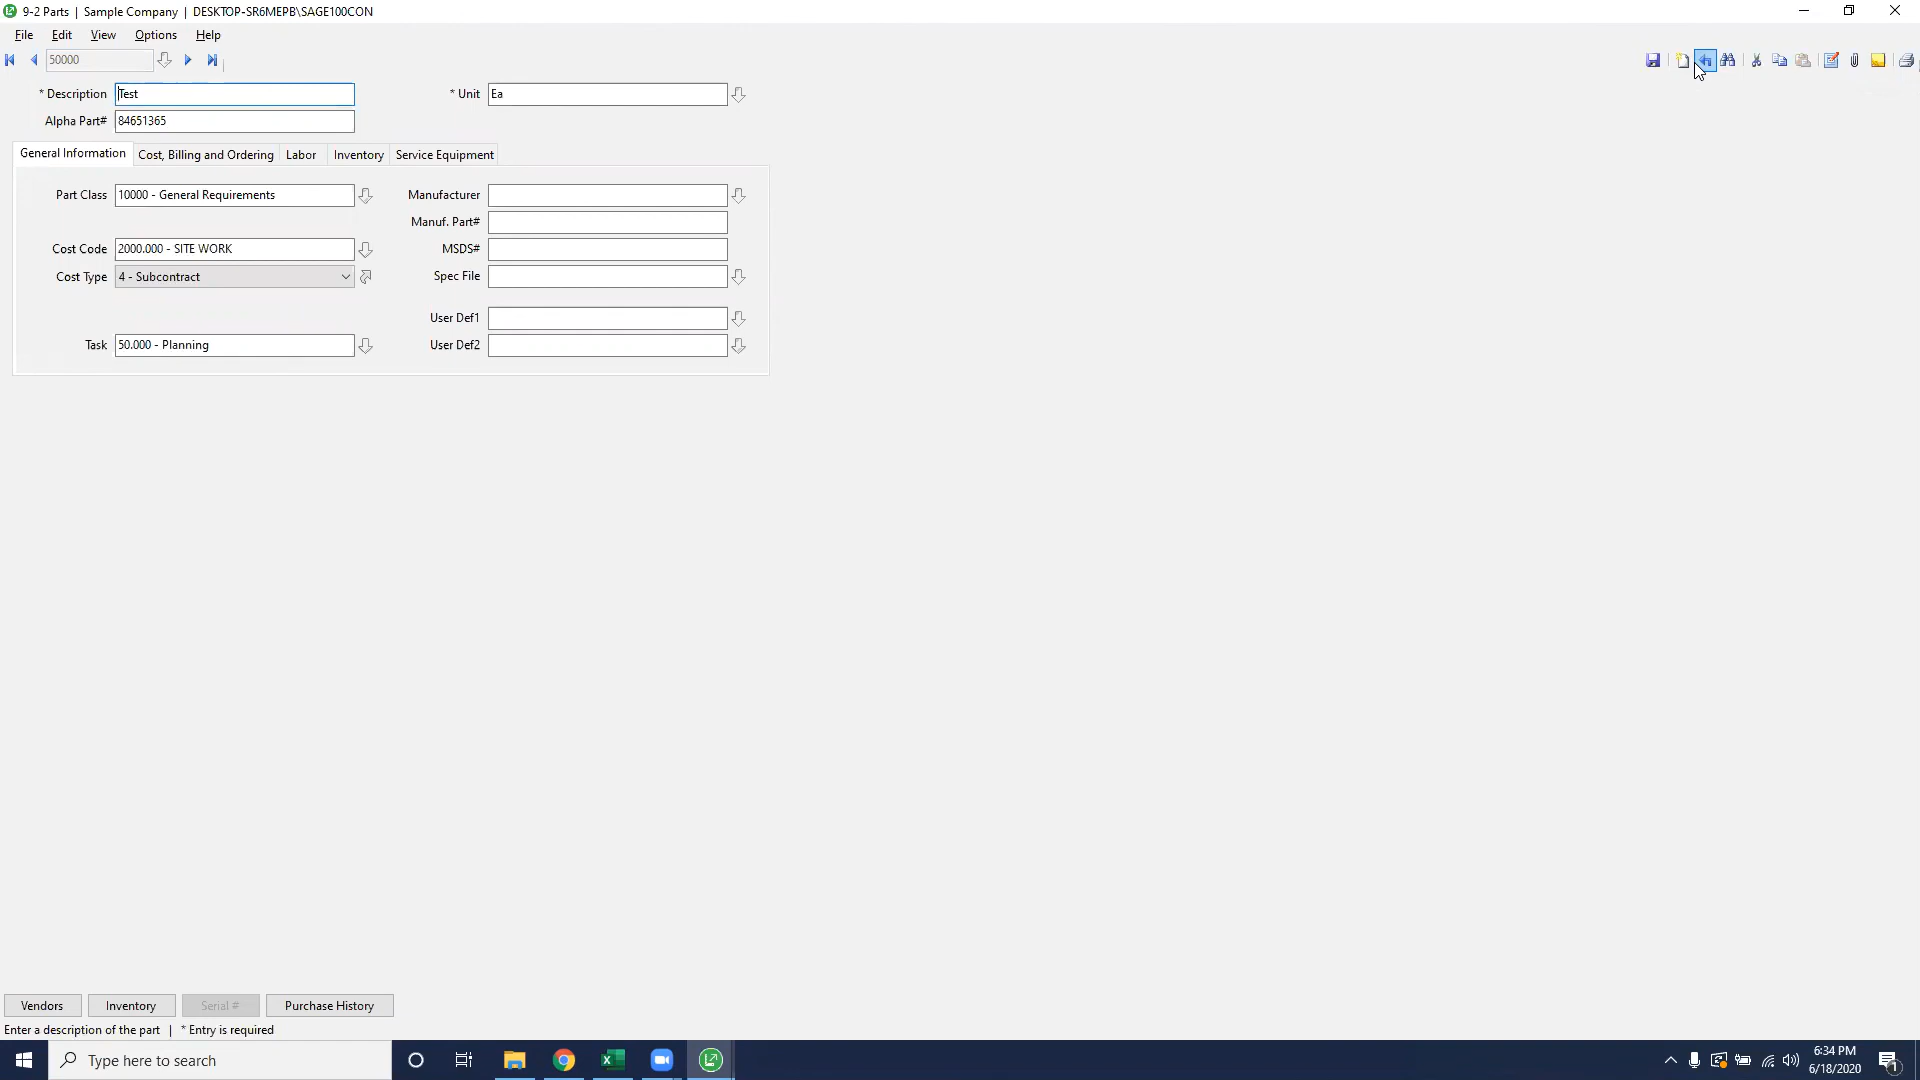 9-2 Parts | Sample Company | DESKTOP-SR6MEPB\SAGE100CON
File Edit View Options Help
50000
* Description Test * Unit Ea
Alpha Part# 84651365
General Information Cost, Billing and Ordering Labor Inventory Service Equipment
Part Class 10000 - General Requirements Manufacturer
Manuf. Part#
Cost Code 2000.000 - SITE WORK MSDS#
Cost Type 4 - Subcontract Spec File
User Def1
Task 50.000 - Planning User Def2
Vendors Inventory Serial # Purchase History
Enter a description of the part | * Entry is required
Type here to search
6:34 PM
6/18/2020
1